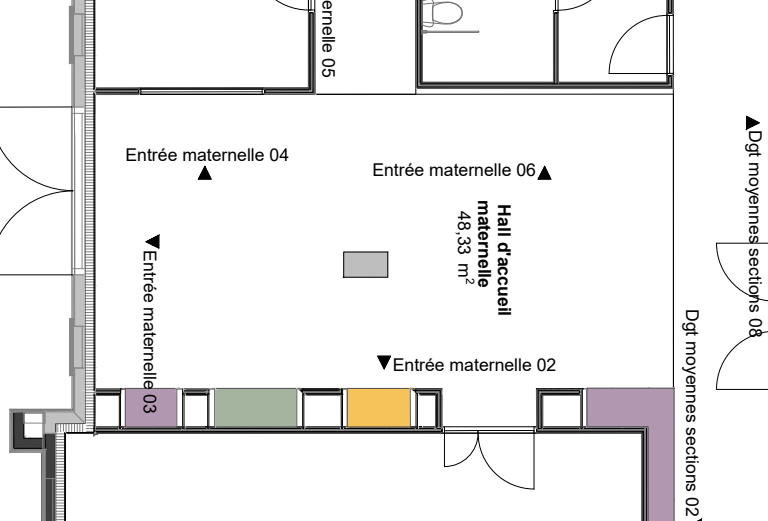 ernelle 05
Entrée maternelle 04
Entrée maternelle 06
Dgt moyennes sections 08
Hall d'accueil
maternelle
48,33 m²
Entrée maternelle 03
Entrée maternelle 02
Dgt moyennes sections 02